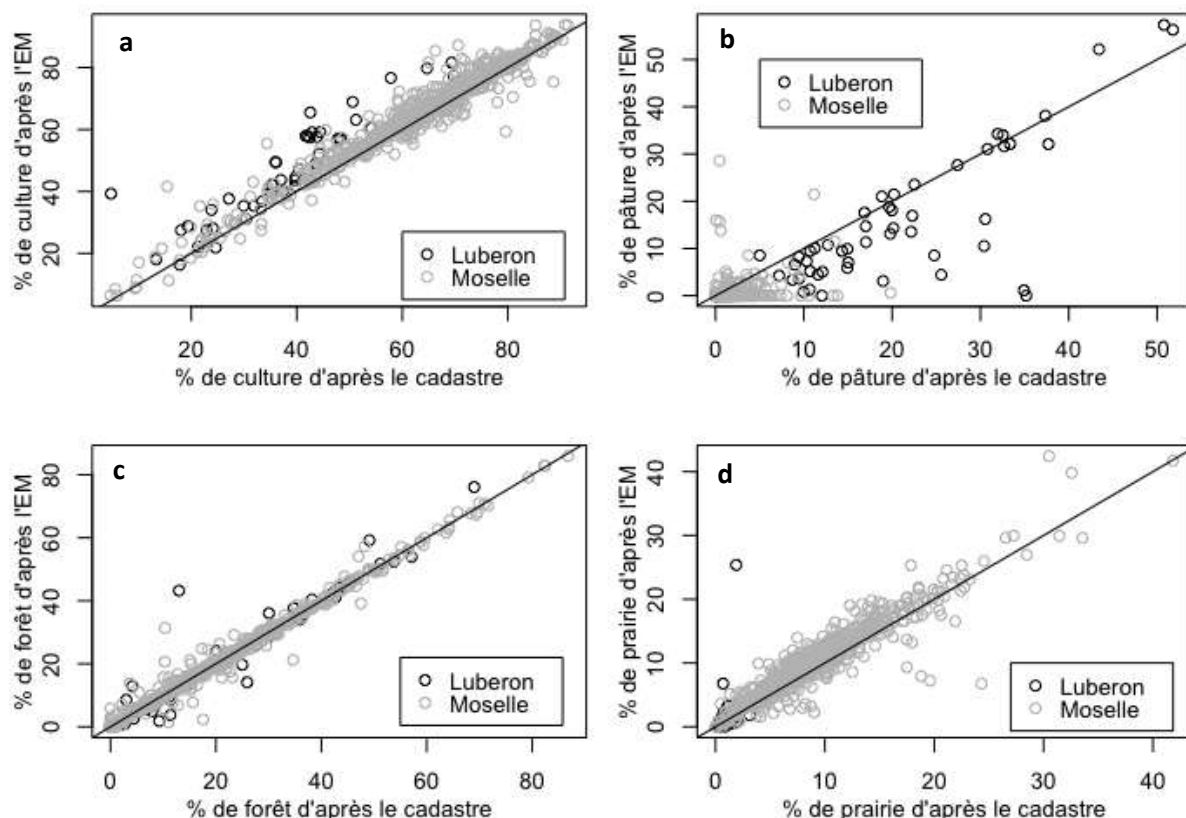 a
% de culture d'après l'EM
20 40 60 80
Luberon
Moselle
20 40 60 80
% de culture d'après le cadastre
b
% de pâture d'après l'EM
0 10 20 30 40 50
Luberon
Moselle
0 10 20 30 40 50
% de pâture d'après le cadastre
c
% de forêt d'après l'EM
0 20 40 60 80
Luberon
Moselle
0 20 40 60 80
% de forêt d'après le cadastre
d
% de prairie d'après l'EM
0 10 20 30 40
Luberon
Moselle
0 10 20 30 40
% de prairie d'après le cadastre